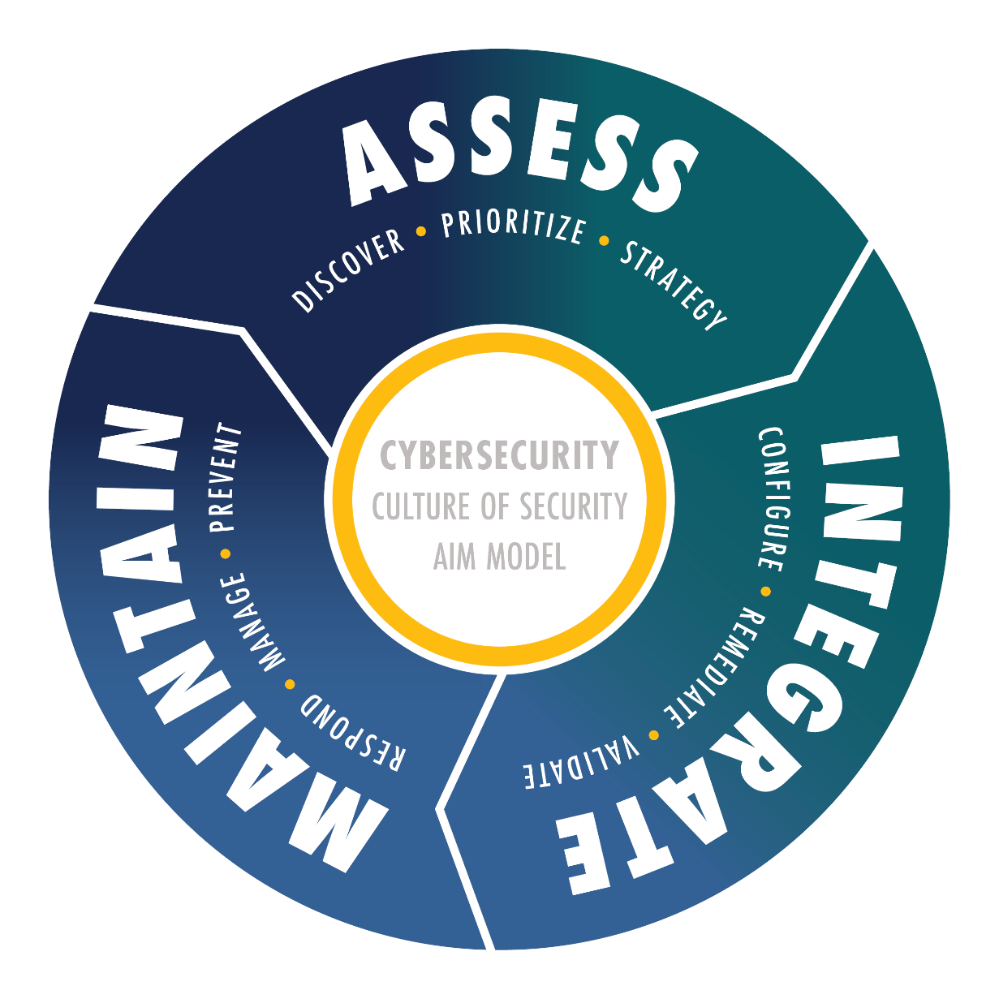 ASSESS
DISCOVER • PRIORITIZE • STRATEGY
INTEGRATE
CONFIGURE • REMEDIATE • VALIDATE
MAINTAIN
RESPOND • MANAGE • PREVENT
CYBERSECURITY
CULTURE OF SECURITY
AIM MODEL